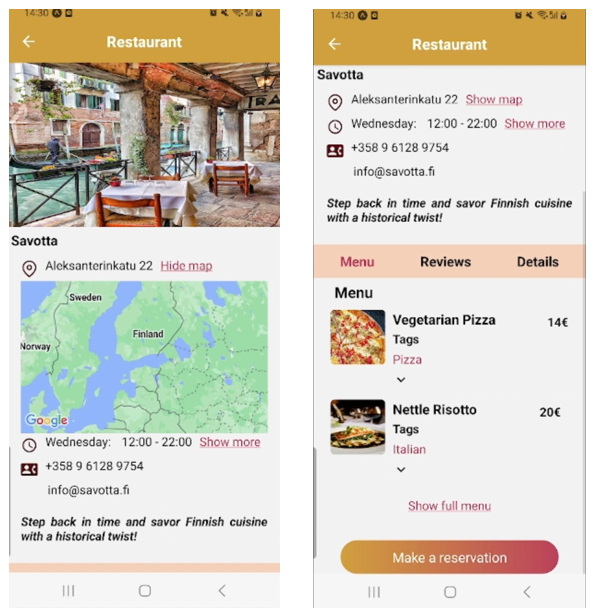 14:30
Restaurant
TRA
Savotta
Aleksanterinkatu 22 Hide map
Sweden
Finland
Norway
Google
Wednesday: 12:00 - 22:00 Show more
+358 9 6128 9754
info@savotta.fi
Step back in time and savor Finnish cuisine
with a historical twist!
14:30
Restaurant
Savotta
Aleksanterinkatu 22 Show map
Wednesday: 12:00 - 22:00 Show more
+358 9 6128 9754
info@savotta.fi
Step back in time and savor Finnish cuisine
with a historical twist!
Menu Reviews Details
Menu
Vegetarian Pizza 14€
Tags
Pizza
Nettle Risotto 20€
Tags
Italian
Show full menu
Make a reservation